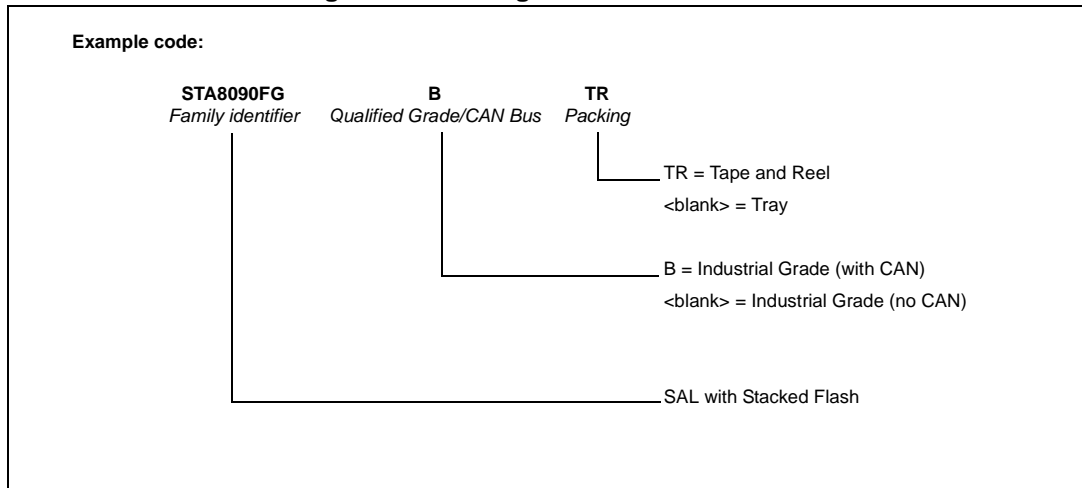 Example code:
STA8090FG B TR
Family identifier Qualified Grade/CAN Bus Packing
TR = Tape and Reel
<blank> = Tray
B = Industrial Grade (with CAN)
<blank> = Industrial Grade (no CAN)
SAL with Stacked Flash